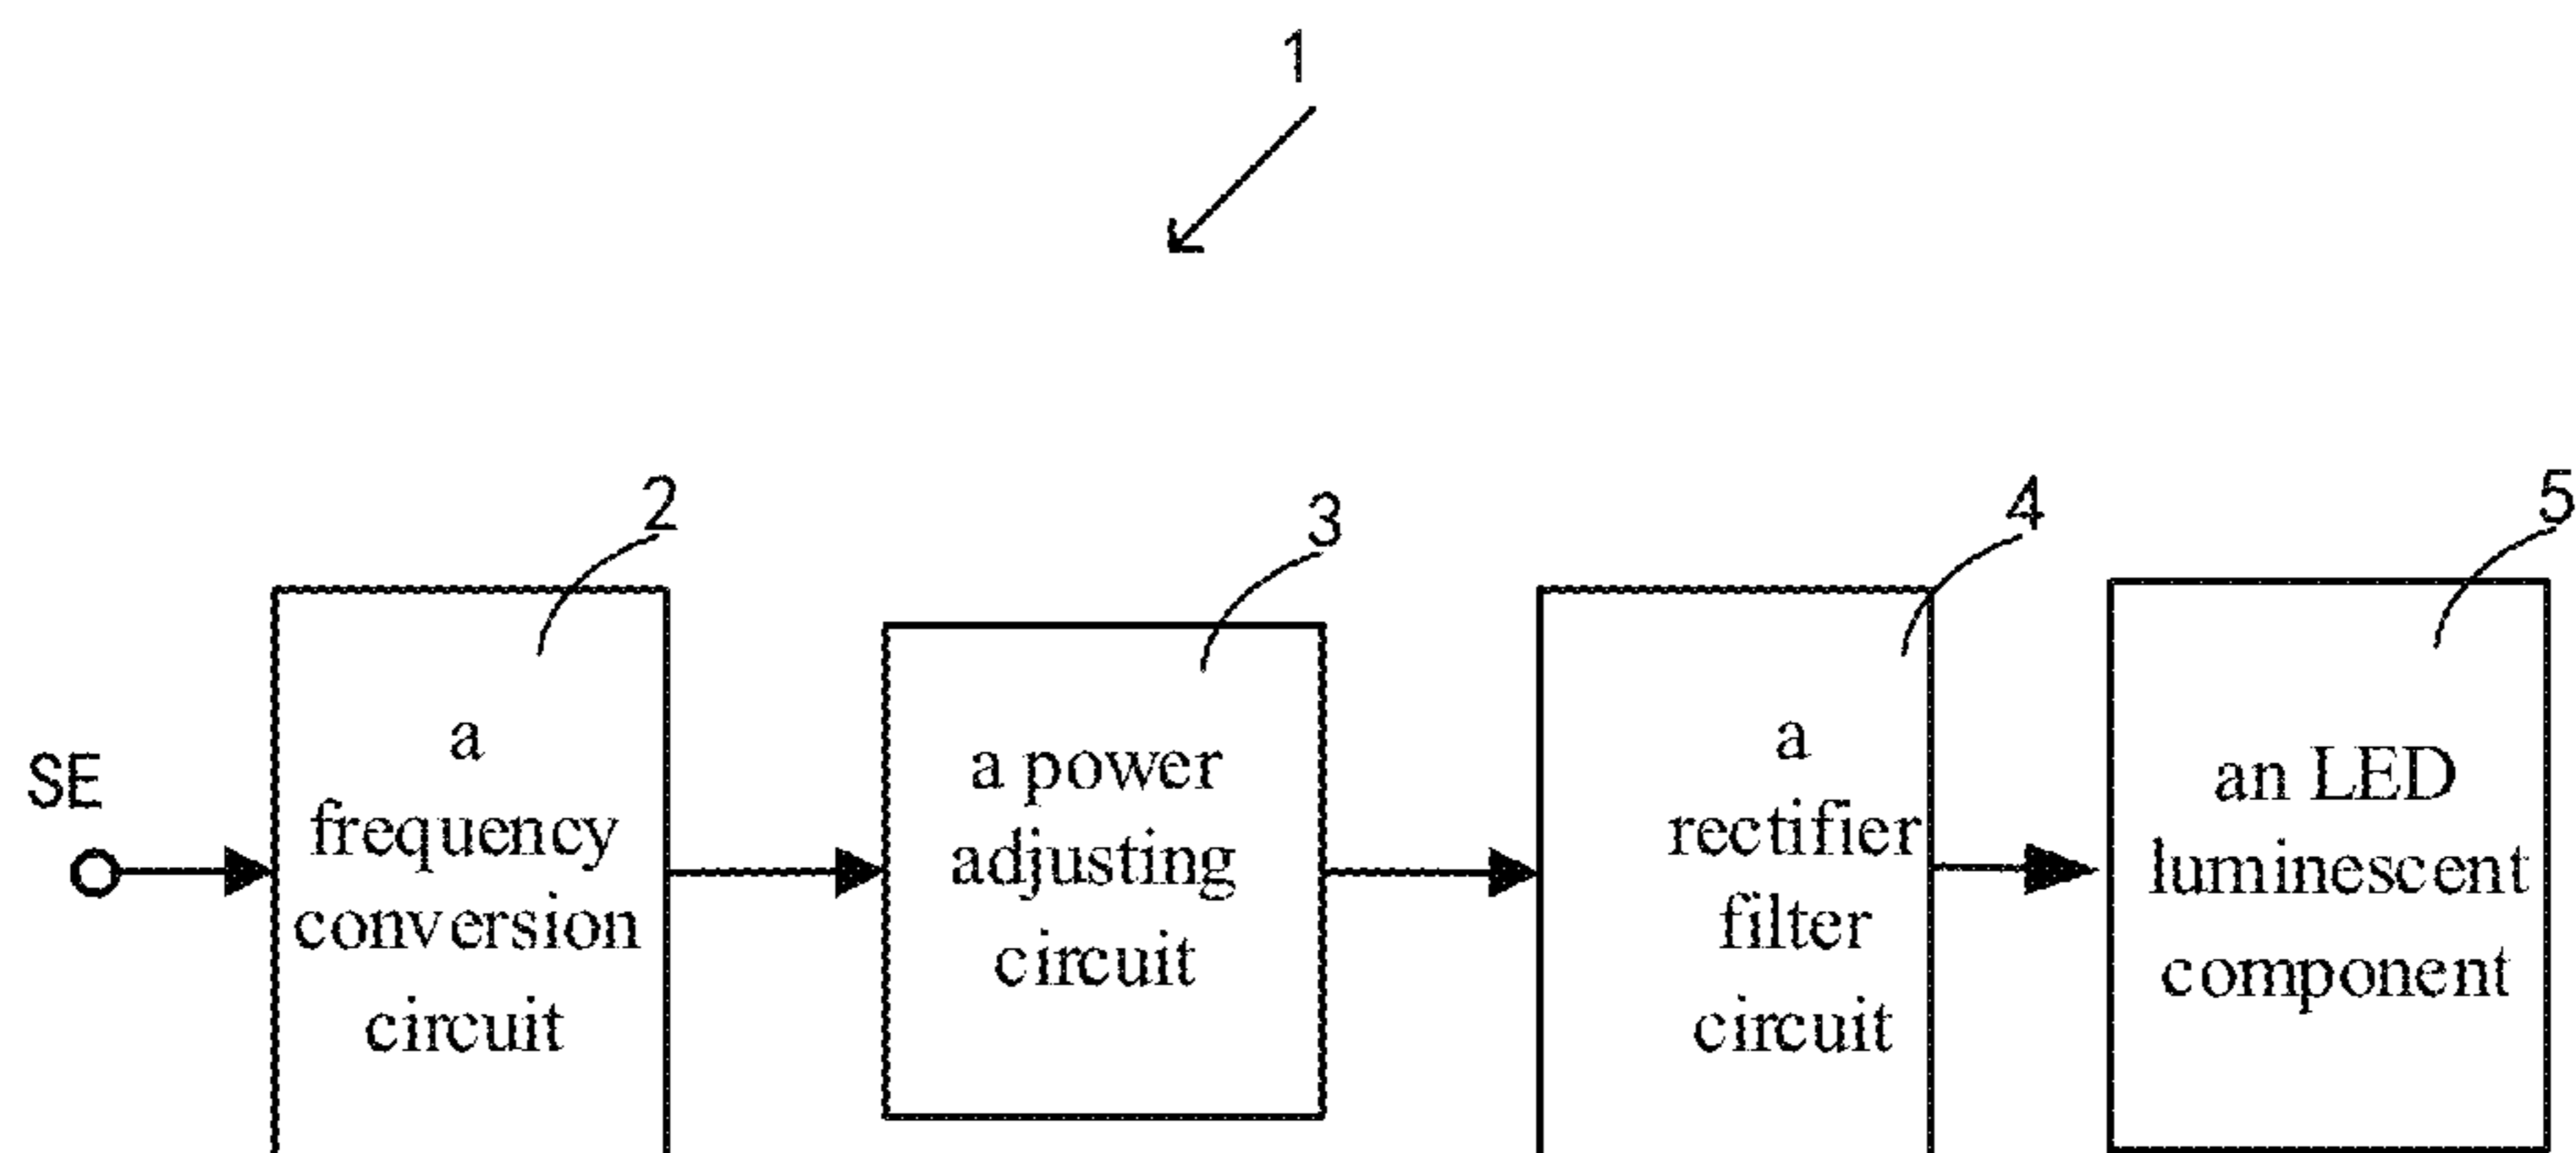 1
2
3
4
5
SE
a
frequency
conversion
circuit
a power
adjusting
circuit
a
rectifier
filter
circuit
an LED
luminescent
component